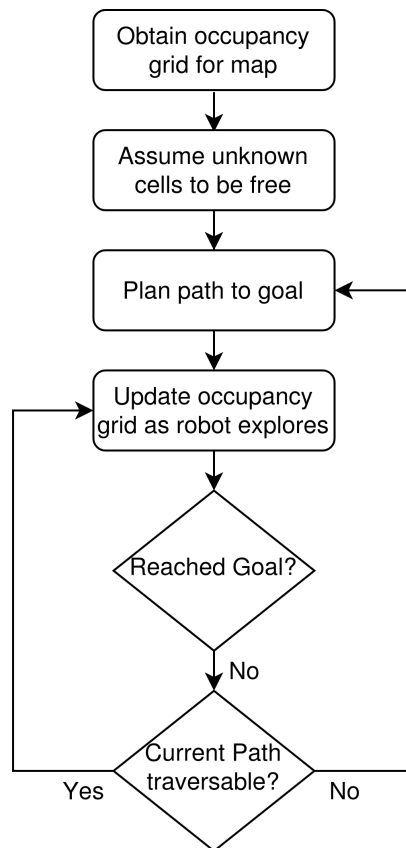 Obtain occupancy
grid for map
Assume unknown
cells to be free
Plan path to goal
Update occupancy
grid as robot explores
Reached Goal?
No
Current Path
traversable?
Yes
No